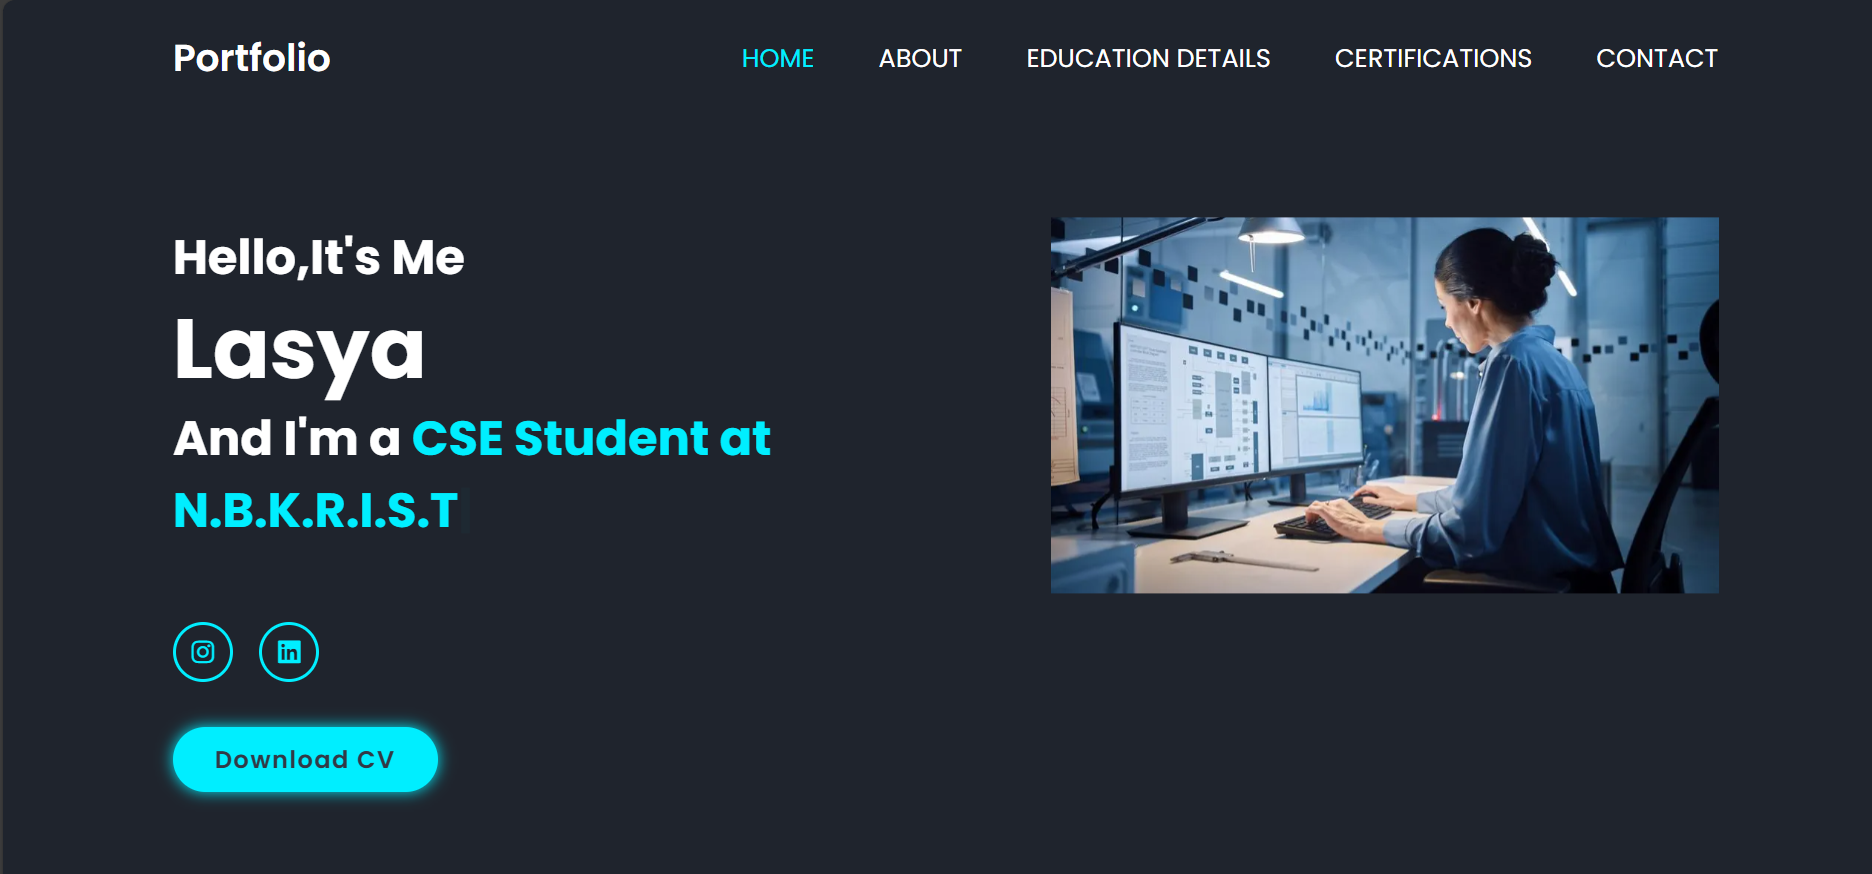 Portfolio
HOME ABOUT EDUCATION DETAILS CERTIFICATIONS CONTACT
Hello,It's Me
Lasya
And I'm a CSE Student at
N.B.K.R.I.S.T
Download CV